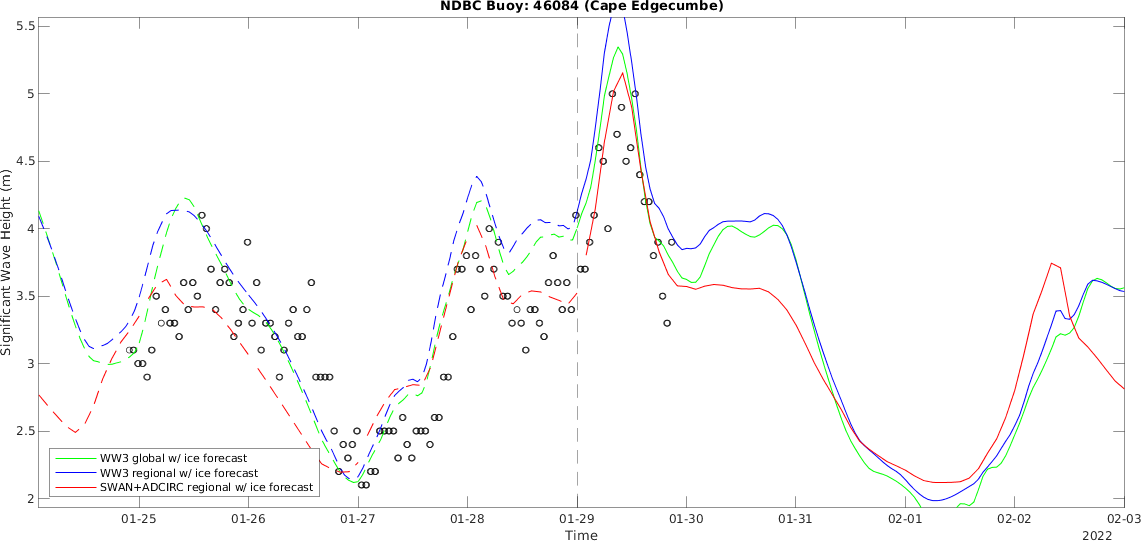 NDBC Buoy: 46084 (Cape Edgecumbe)
5.5
5
4.5
4
3.5
3
2.5
2
Significant Wave Height (m)
WW3 global w/ ice forecast
WW3 regional w/ ice forecast
SWAN+ADCIRC regional w/ ice forecast
01-25 01-26 01-27 01-28 01-29 01-30 01-31 02-01 02-02 02-03
Time
2022